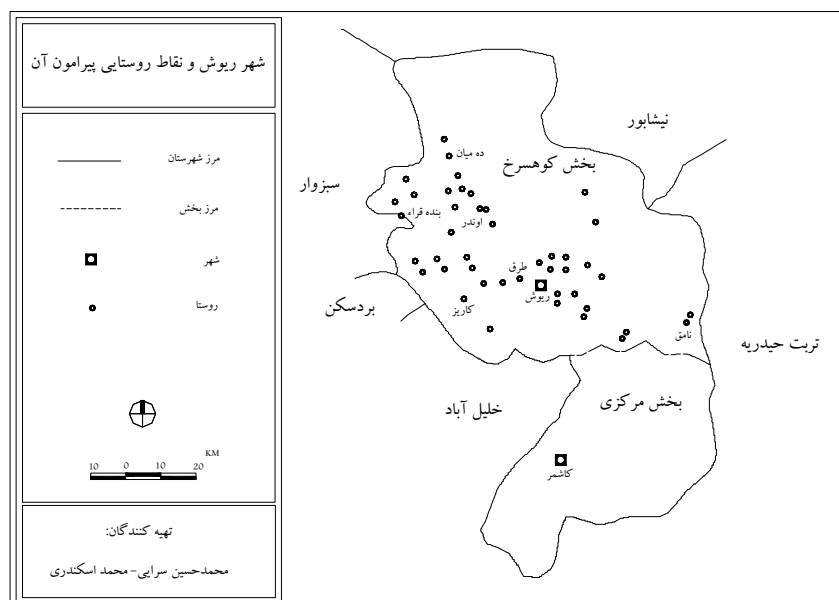 شهر ریوش و نقاط روستایی پیرامون آن
مرز شهرستان
مرز بخش
شهر
روستا
KM
10 0 10 20
تهیه کنندگان:
محمدحسین سرایی-محمد اسکندری
نیشابور
بخش کوهسرخ
ده میان
سبزوار
بنده قراء
اوندر
طرق
ریوش
کاریز
بردسکن
نامق
تربت حیدریه
خلیل آباد
بخش مرکزی
کاشمر